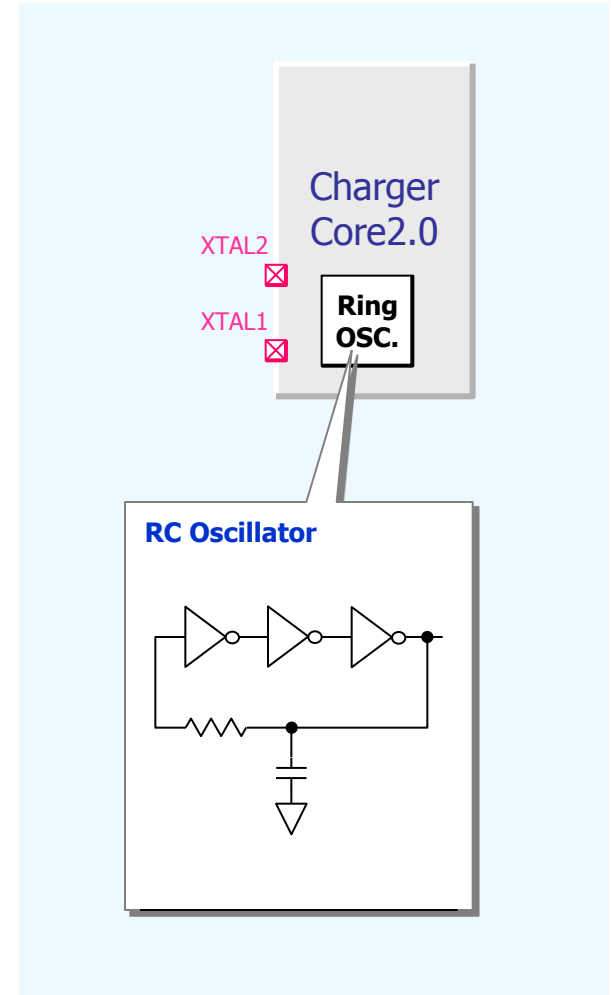 Charger
Core2.0
XTAL2
XTAL1
Ring
OSC.
RC Oscillator